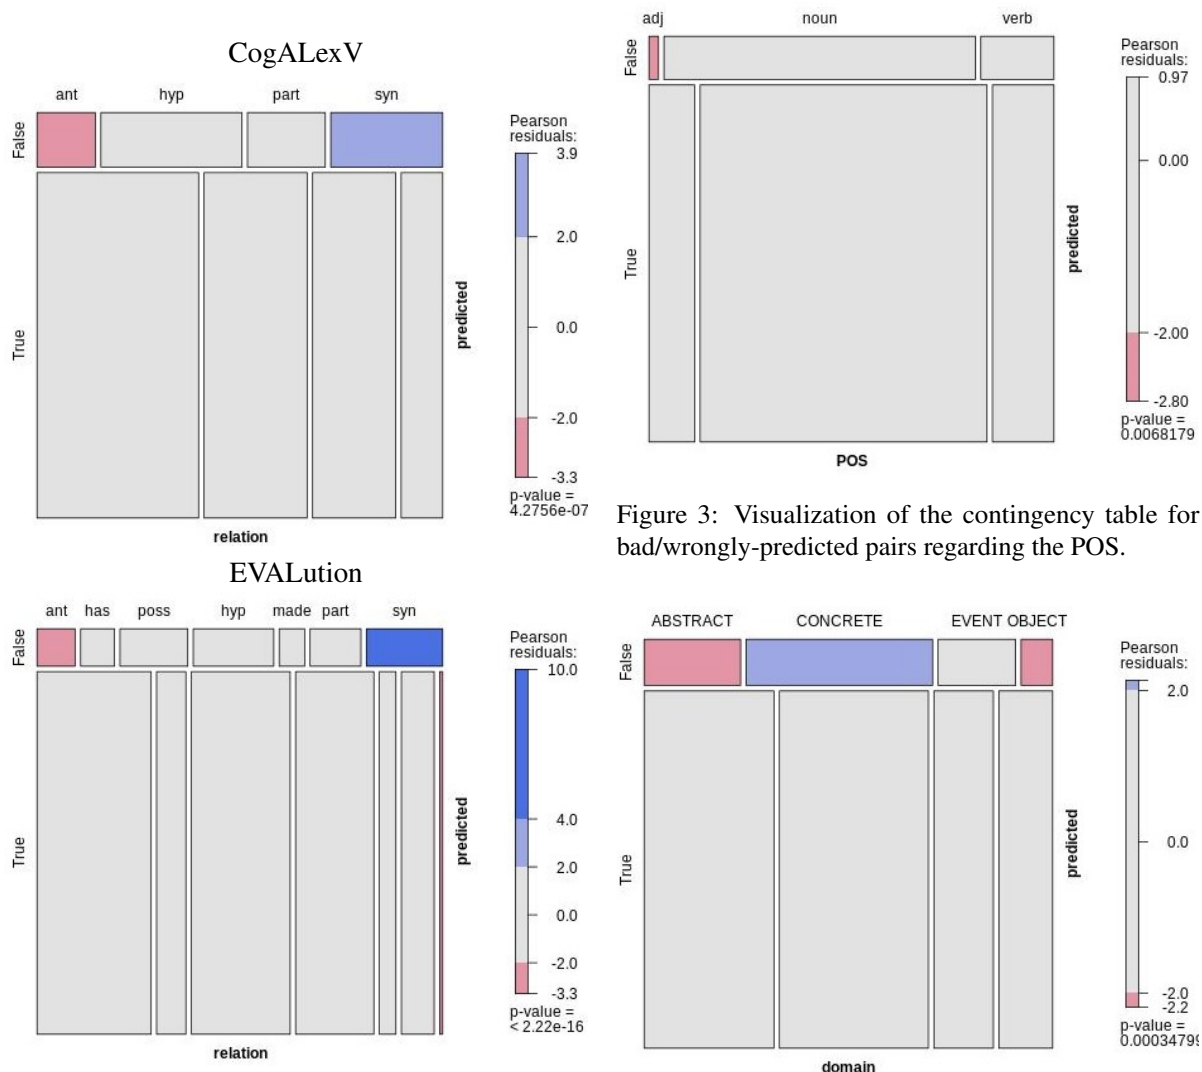 CogALexV
ant hyp part syn
False
True
relation
predicted
Pearson
residuals:
3.9
2.0
0.0
-2.0
-3.3
p-value =
4.2756e-07
EVALution
ant has poss hyp made part syn
False
True
relation
predicted
Pearson
residuals:
10.0
4.0
2.0
0.0
-2.0
-3.3
p-value =
< 2.22e-16
adj noun verb
False
True
POS
predicted
Pearson
residuals:
0.97
0.00
-2.00
-2.80
p-value =
0.0068179
Figure 3: Visualization of the contingency table for
bad/wrongly-predicted pairs regarding the POS.
ABSTRACT CONCRETE EVENT OBJECT
False
True
domain
predicted
Pearson
residuals:
2.0
0.0
-2.0
-2.2
p-value =
0.00034799